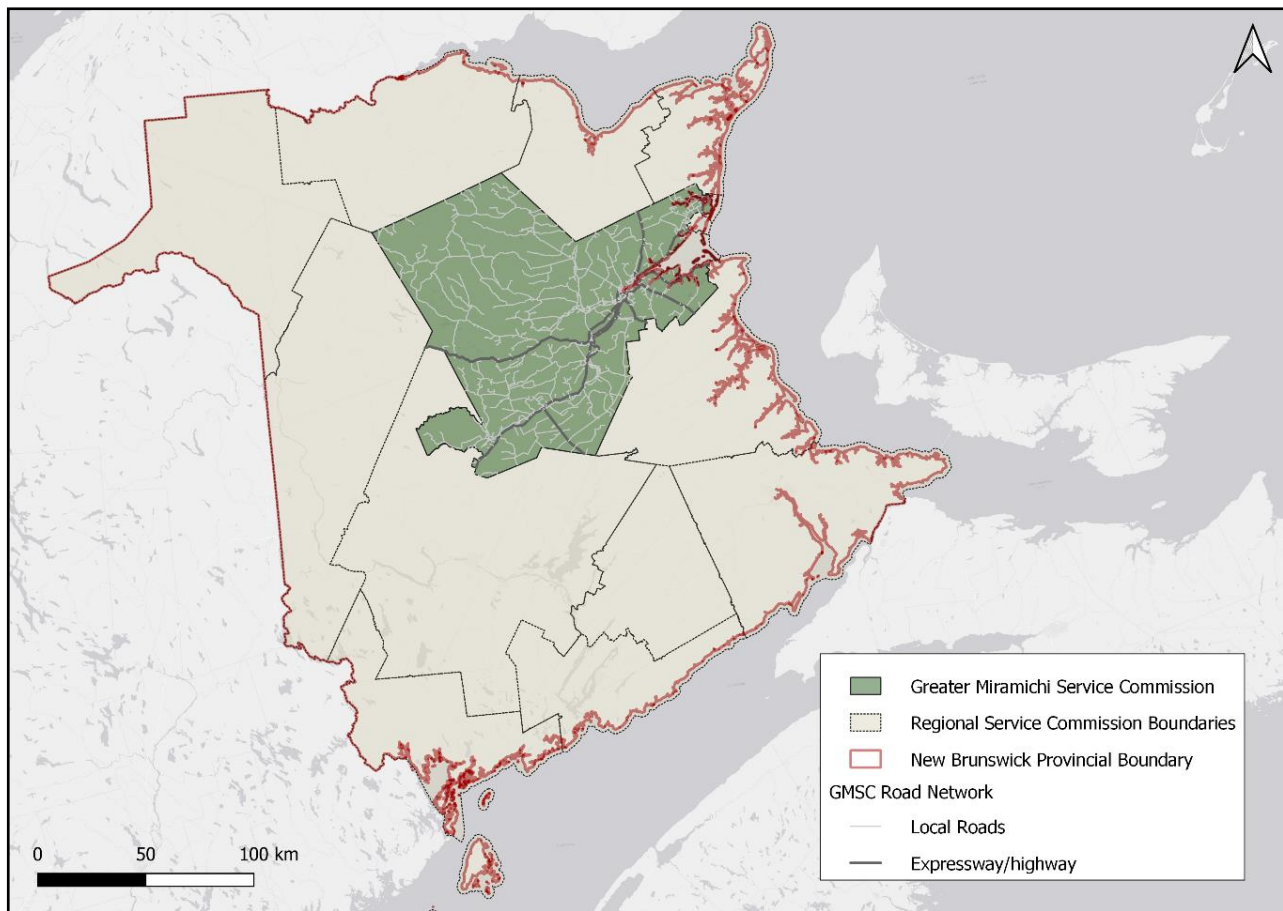 Greater Miramichi Service Commission
Regional Service Commission Boundaries
New Brunswick Provincial Boundary
GMSC Road Network
Local Roads
Expressway/highway
0 50 100 km